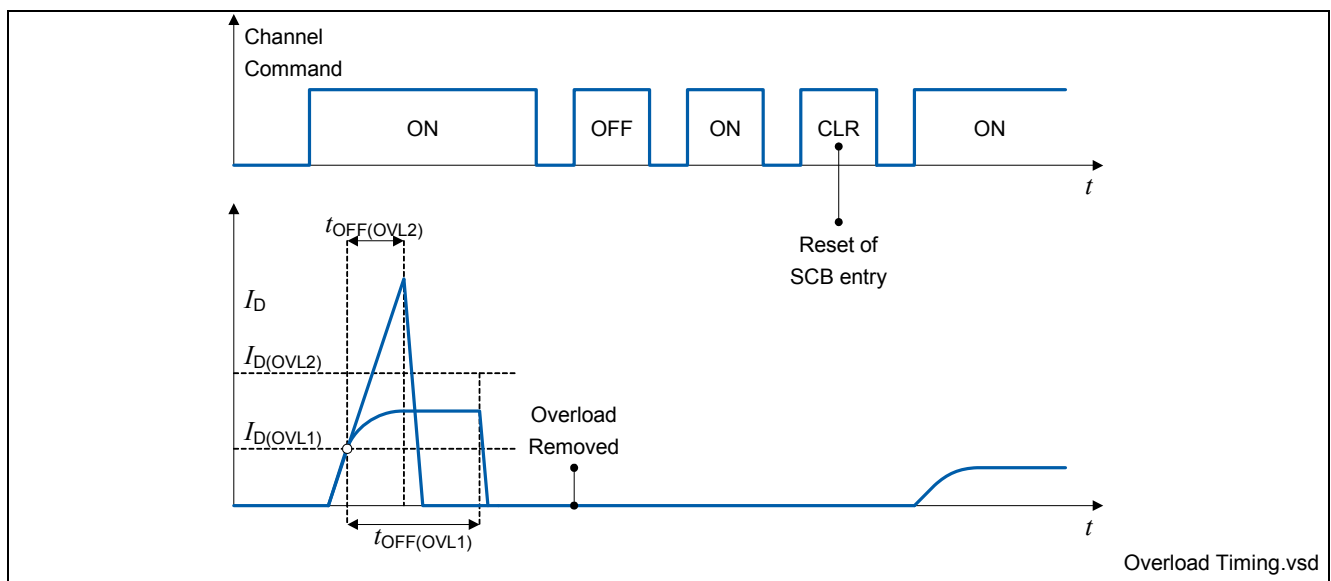 Channel
Command
ON
OFF
ON
CLR
ON
t
Reset of
SCB entry
tOFF(OVL2)
ID
ID(OVL2)
ID(OVL1)
Overload
Removed
tOFF(OVL1)
t
Overload Timing.vsd